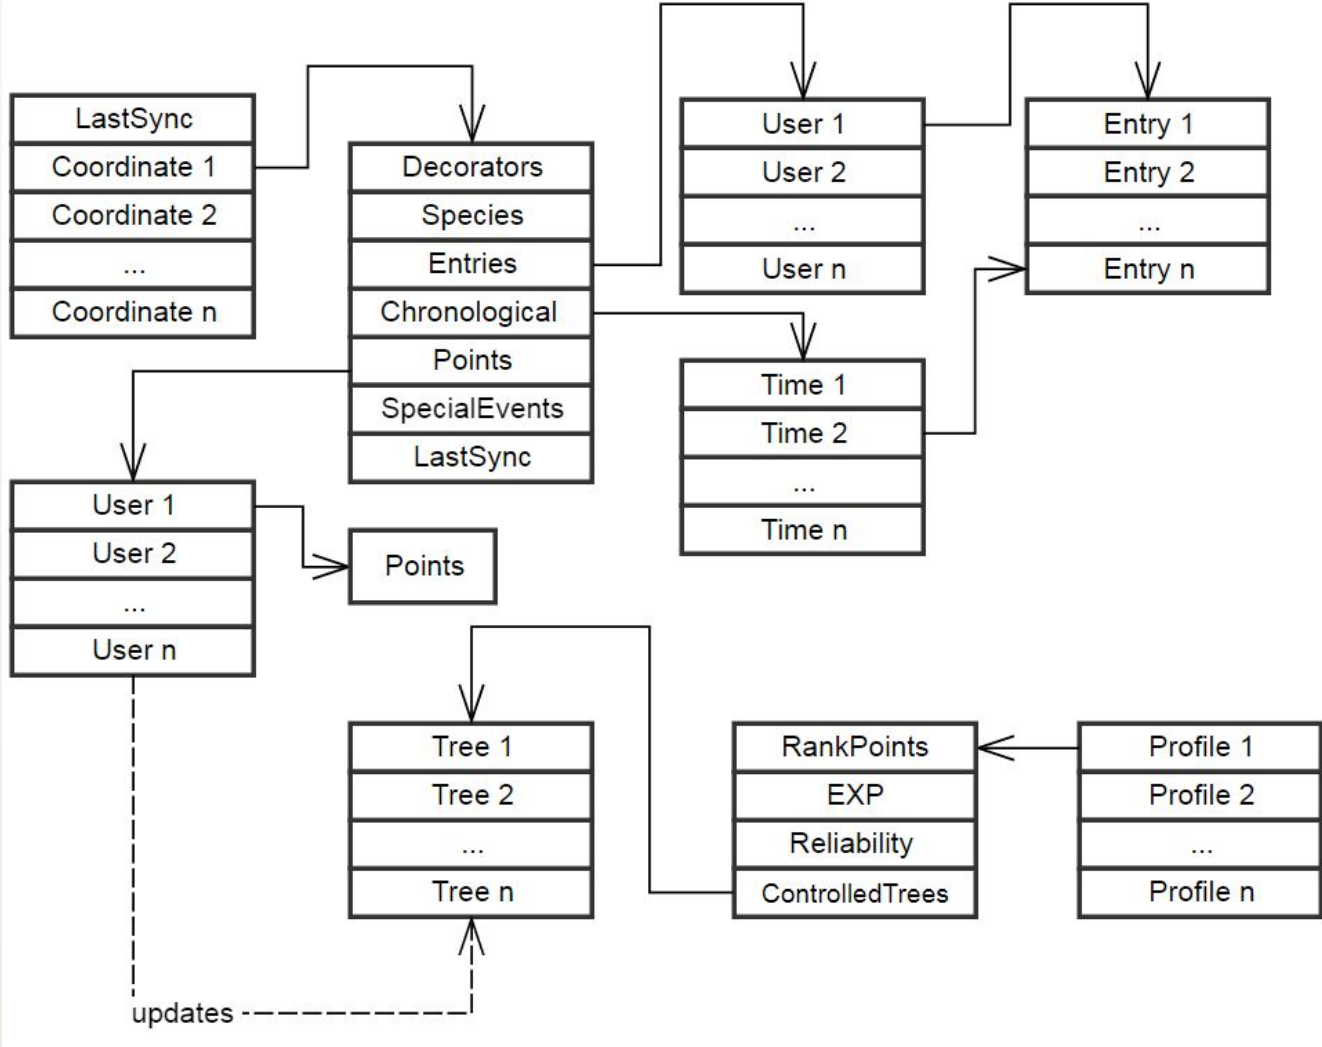 LastSync
Coordinate 1
Coordinate 2
...
Coordinate n
Decorators
Species
Entries
Chronological
Points
SpecialEvents
LastSync
User 1
User 2
...
User n
Entry 1
Entry 2
...
Entry n
Time 1
Time 2
...
Time n
User 1
User 2
...
User n
Points
Tree 1
Tree 2
...
Tree n
RankPoints
EXP
Reliability
ControlledTrees
Profile 1
Profile 2
...
Profile n
updates